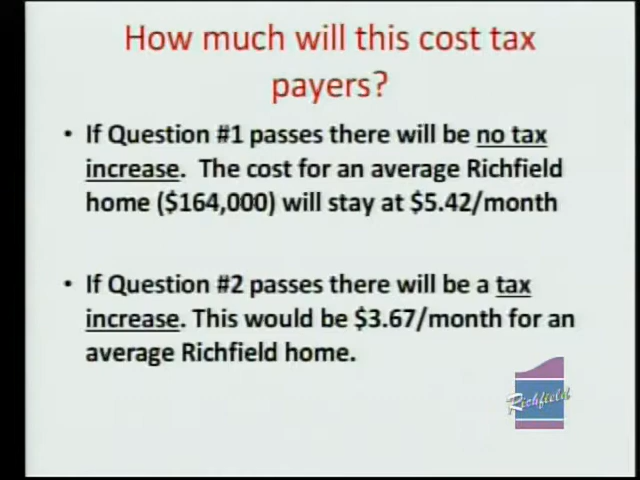 How much will this cost tax
payers?
• If Question #1 passes there will be no tax
increase. The cost for an average Richfield
home ($164,000) will stay at $5.42/month
• If Question #2 passes there will be a tax
increase. This would be $3.67/month for an
average Richfield home.
Richfield